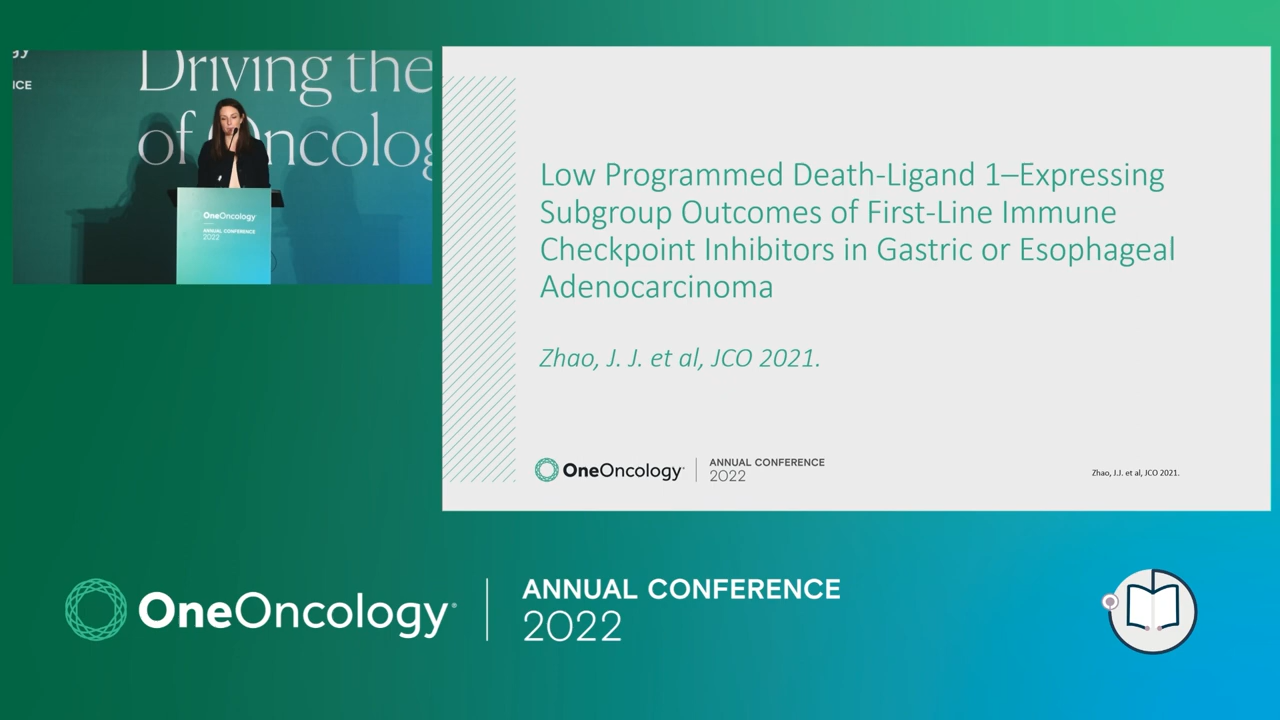 gy
NCE
Driving the
of Oncolog
OneOncology
ANNUAL CONFERENCE
2022
Low Programmed Death-Ligand 1–Expressing
Subgroup Outcomes of First-Line Immune
Checkpoint Inhibitors in Gastric or Esophageal
Adenocarcinoma
Zhao, J. J. et al, JCO 2021.
OneOncology
ANNUAL CONFERENCE
2022
Zhao, J.J. et al, JCO 2021.
OneOncology
ANNUAL CONFERENCE
2022